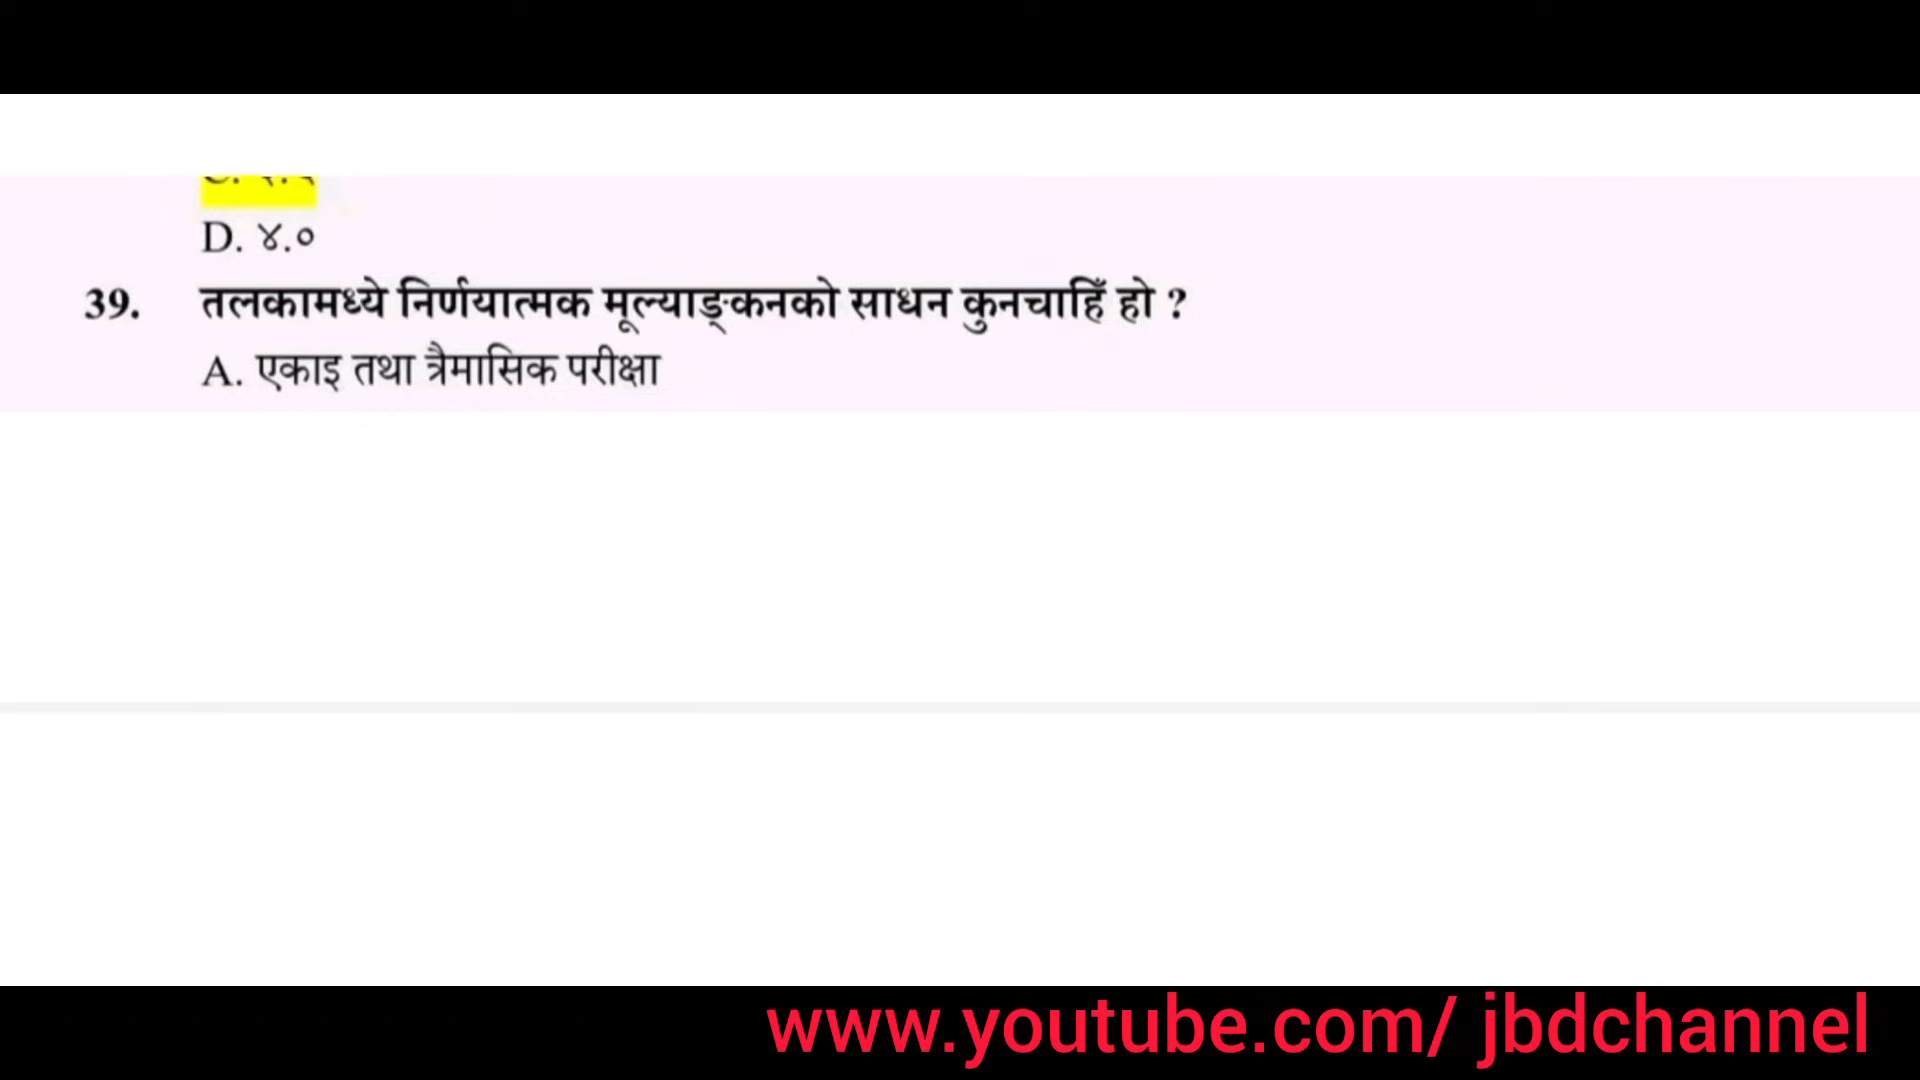 D. ४.०
39. तलकामध्ये निर्णयात्मक मूल्याङ्कनको साधन कुनचाहिँ हो ?
A. एकाइ तथा त्रैमासिक परीक्षा
www.youtube.com/ jbdchannel